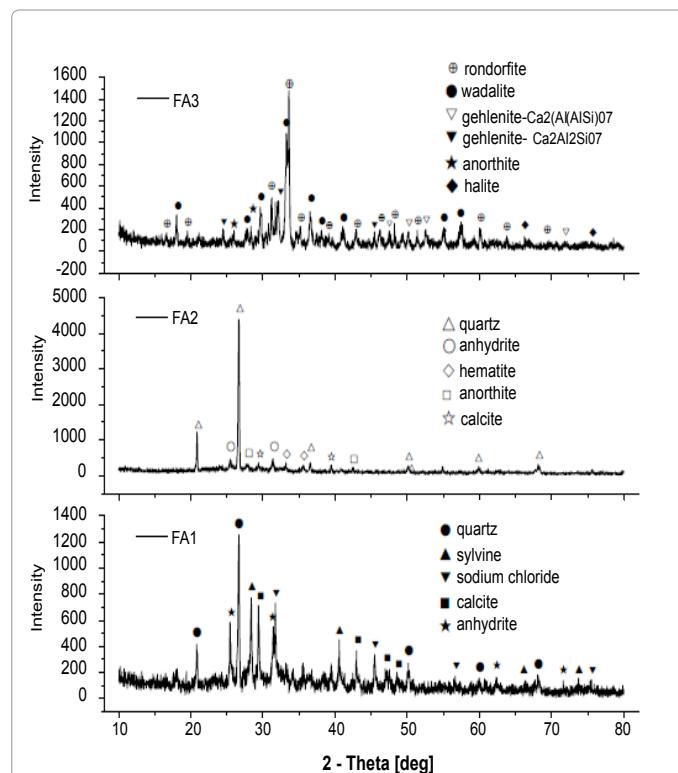 1600
1400
1200
1000
800
600
400
200
0
-200
Intensity
FA3
rondorfite
wadalite
gehlenite-Ca2(Al(AlSi)07
gehlenite- Ca2Al2Si07
anorthite
halite
5000
4000
3000
2000
1000
0
Intensity
FA2
quartz
anhydrite
hematite
anorthite
calcite
1400
1200
1000
800
600
400
200
0
Intensity
FA1
quartz
sylvine
sodium chloride
calcite
anhydrite
10 20 30 40 50 60 70 80
2 - Theta [deg]